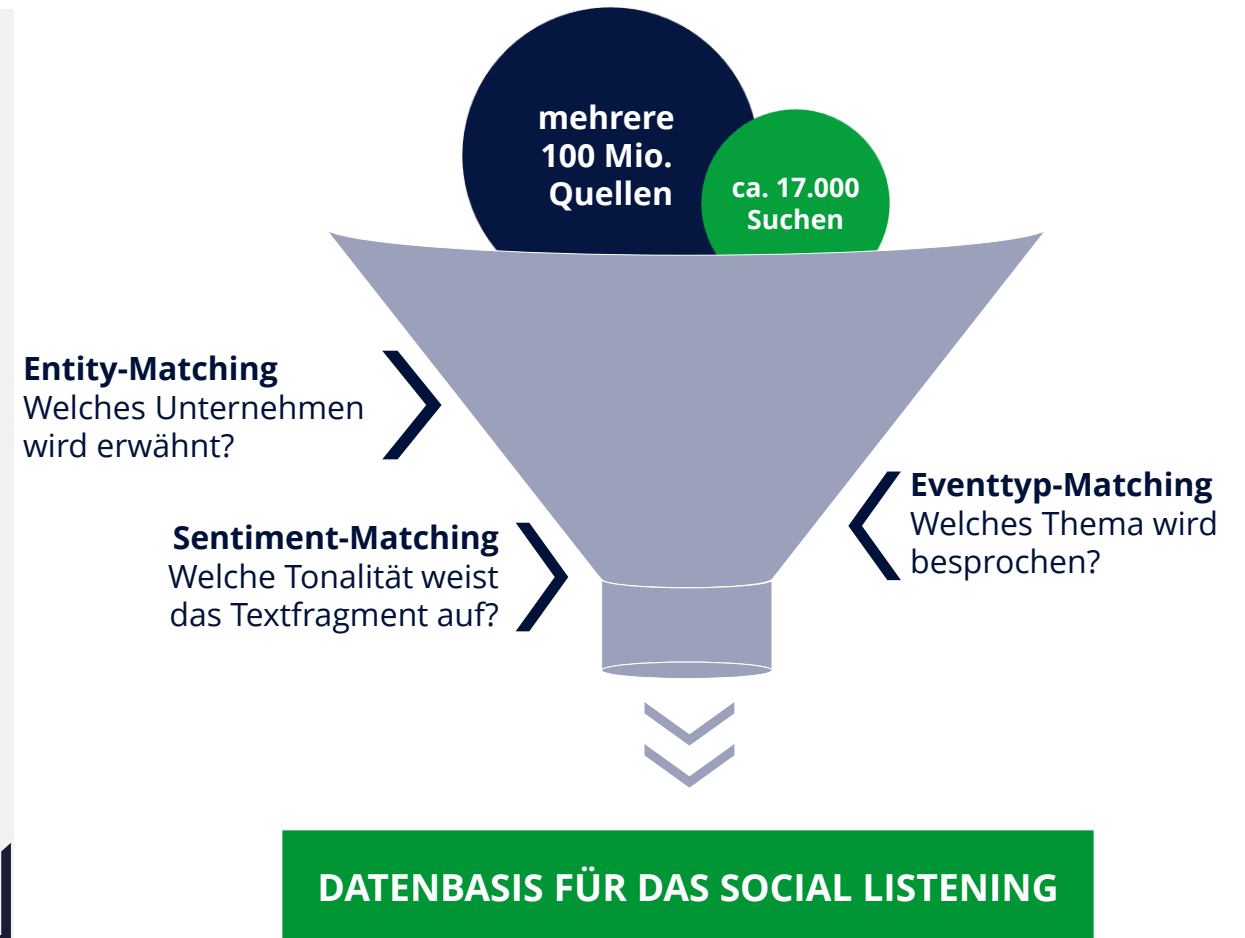 mehrere
100 Mio.
Quellen
ca. 17.000
Suchen
Entity-Matching
Welches Unternehmen
wird erwähnt?
Eventtyp-Matching
Welches Thema wird
besprochen?
Sentiment-Matching
Welche Tonalität weist
das Textfragment auf?
DATENBASIS FÜR DAS SOCIAL LISTENING